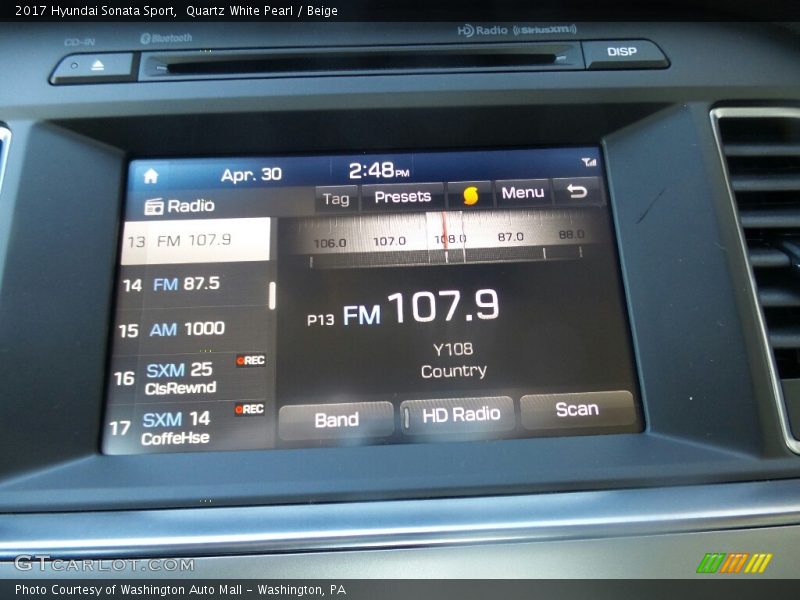 2017 Hyundai Sonata Sport,  Quartz White Pearl / Beige
CD-IN
Bluetooth
HD Radio (((SiriusXM)))
DISP
Apr. 30
2:48PM
Radio
Tag
Presets
Menu
13 FM 107.9
106.0 107.0 108.0 87.0 88.0
14 FM 87.5
P13 FM 107.9
15 AM 1000
Y108
Country
16 SXM 25 REC
ClsRewnd
17 SXM 14 REC
CoffeHse
Band
HD Radio
Scan
GTCARLOT.COM
Photo Courtesy of Washington Auto Mall - Washington, PA